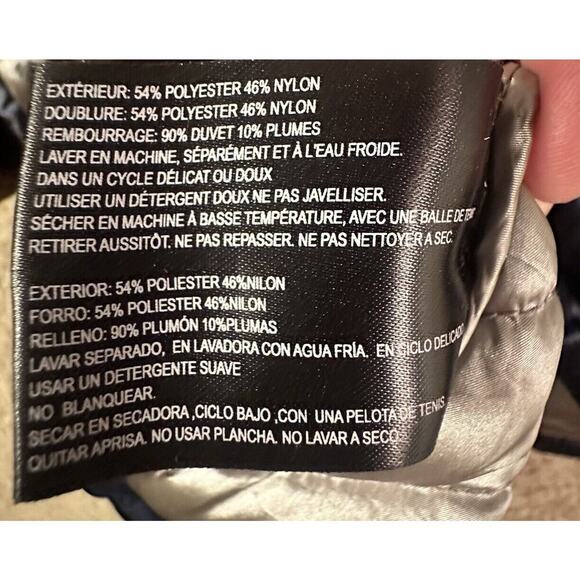 EXTÉRIEUR: 54% POLYESTER 46% NYLON
DOUBLURE: 54% POLYESTER 46% NYLON
REMBOURRAGE: 90% DUVET 10% PLUMES
LAVER EN MACHINE, SÉPARÉMENT ET À L'EAU FROIDE.
DANS UN CYCLE DÉLICAT OU DOUX
UTILISER UN DÉTERGENT DOUX NE PAS JAVELLISER.
SÉCHER EN MACHINE À BASSE TEMPÉRATURE, AVEC UNE BALLE DE
RETIRER AUSSITÔT. NE PAS REPASSER. NE PAS NETTOYER A SEC.
EXTERIOR: 54% POLIESTER 46%NILON
FORRO: 54% POLIESTER 46%NILON
RELLENO: 90% PLUMÓN 10%PLUMAS
LAVAR SEPARADO, EN LAVADORA CON AGUA FRÍA. EN CICLO DELICADO
USAR UN DETERGENTE SUAVE
NO BLANQUEAR.
SECAR EN SECADORA ,CICLO BAJO ,CON UNA PELOTA DE TENIS.
QUITAR APRISA. NO USAR PLANCHA. NO LAVAR A SECO.